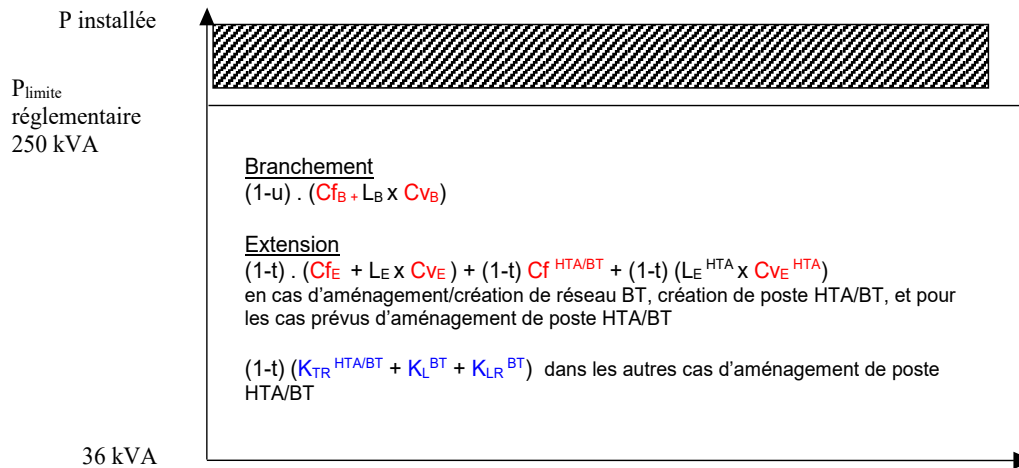 P installée
P limite
réglementaire
250 kVA
Branchement
(1-u) . (CfB + LB x CvB)
Extension
(1-t) . (CfE + LE x CvE ) + (1-t) Cf HTA/BT + (1-t) (LE HTA x CvE HTA)
en cas d'aménagement/création de réseau BT, création de poste HTA/BT, et pour
les cas prévus d'aménagement de poste HTA/BT
(1-t) (KTR HTA/BT + KL BT + KLR BT) dans les autres cas d'aménagement de poste
HTA/BT
36 kVA